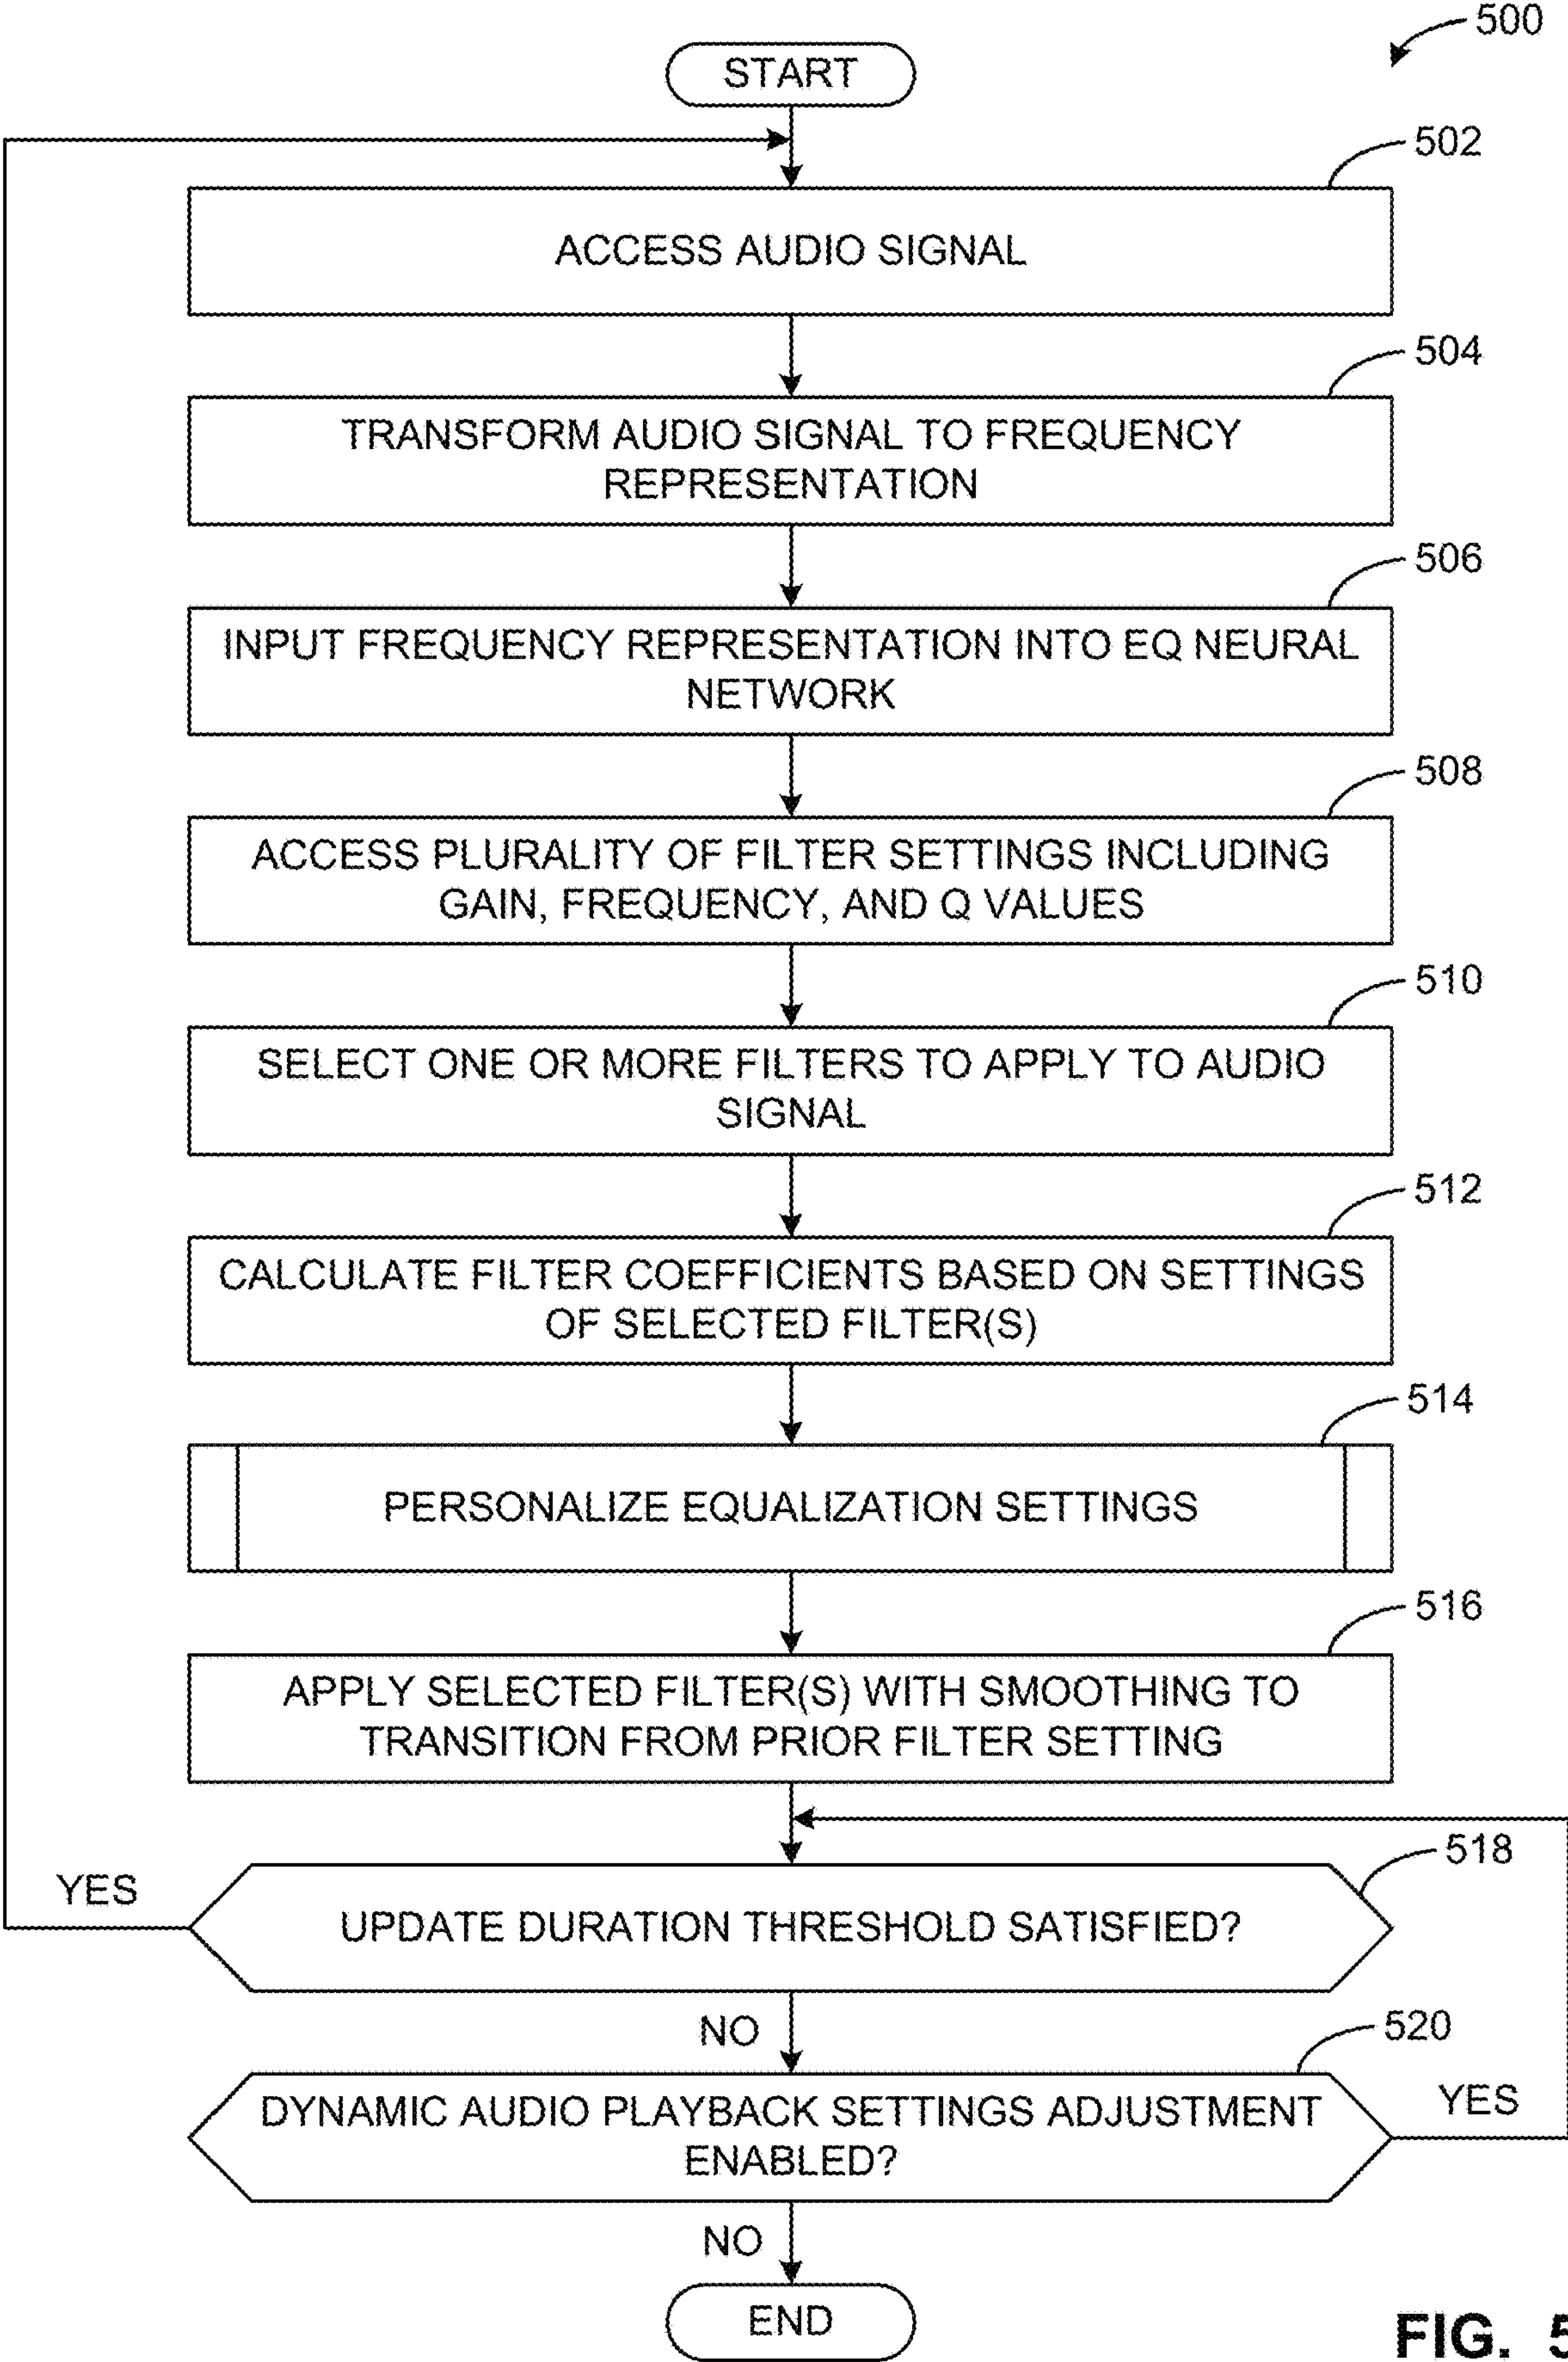 500
START
502
ACCESS AUDIO SIGNAL
504
TRANSFORM AUDIO SIGNAL TO FREQUENCY
REPRESENTATION
506
INPUT FREQUENCY REPRESENTATION INTO EQ NEURAL
NETWORK
508
ACCESS PLURALITY OF FILTER SETTINGS INCLUDING
GAIN, FREQUENCY, AND Q VALUES
510
SELECT ONE OR MORE FILTERS TO APPLY TO AUDIO
SIGNAL
512
CALCULATE FILTER COEFFICIENTS BASED ON SETTINGS
OF SELECTED FILTER(S)
514
PERSONALIZE EQUALIZATION SETTINGS
516
APPLY SELECTED FILTER(S) WITH SMOOTHING TO
TRANSITION FROM PRIOR FILTER SETTING
518
YES
UPDATE DURATION THRESHOLD SATISFIED?
NO
520
DYNAMIC AUDIO PLAYBACK SETTINGS ADJUSTMENT
ENABLED?
YES
NO
END
FIG. 5